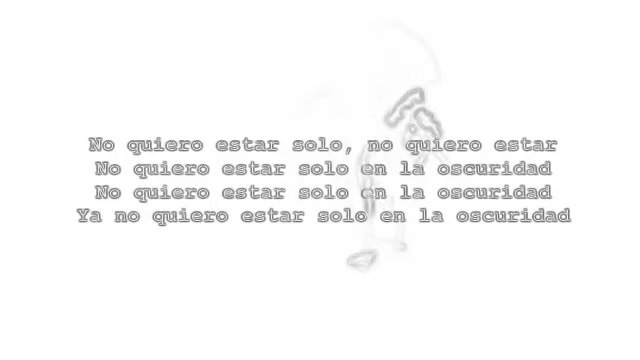 No quiero estar solo, no quiero estar
No quiero estar solo en la oscuridad
No quiero estar solo en la oscuridad
Ya no quiero estar solo en la oscuridad